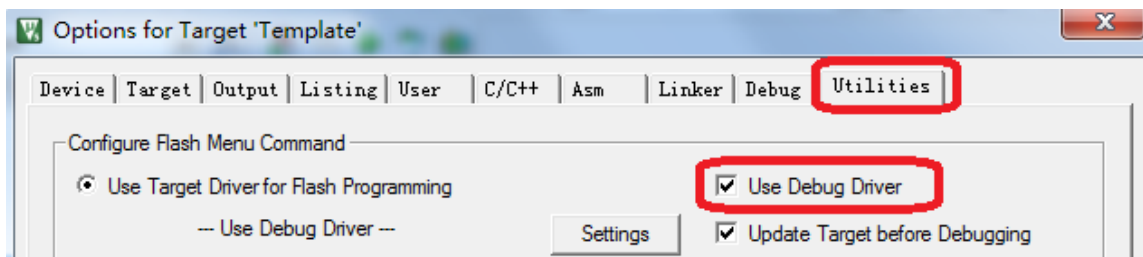 Options for Target 'Template'
Device Target Output Listing User C/C++ Asm Linker Debug Utilities
Configure Flash Menu Command
Use Target Driver for Flash Programming Use Debug Driver
--- Use Debug Driver --- Settings Update Target before Debugging